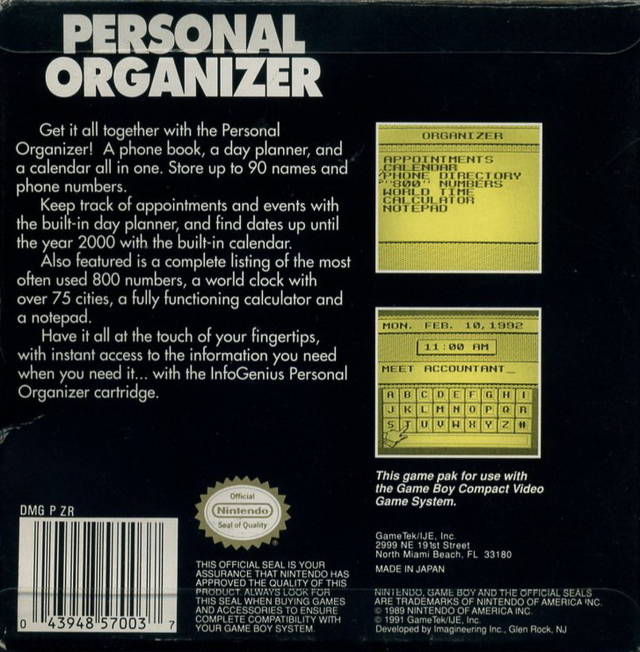 PERSONAL
ORGANIZER
Get it all together with the Personal
Organizer! A phone book, a day planner, and
a calendar all in one. Store up to 90 names and
phone numbers.
Keep track of appointments and events with
the built-in day planner, and find dates up until
the year 2000 with the built-in calendar.
Also featured is a complete listing of the most
often used 800 numbers, a world clock with
over 75 cities, a fully functioning calculator and
a notepad.
Have it all at the touch of your fingertips,
with instant access to the information you need
when you need it... with the InfoGenius Personal
Organizer cartridge.
ORGANIZER
APPOINTMENTS
CALENDAR
PHONE DIRECTORY
"800" NUMBERS
WORLD TIME
CALCULATOR
NOTEPAD
MON. FEB. 10, 1992
11:00 AM
MEET ACCOUNTANT_
A B C D E F G H I
J K L M N O P Q R
S T U V W X Y Z #
This game pak for use with
the Game Boy Compact Video
Game System.
DMG P ZR
0 43948 57003 7
Official
Nintendo
Seal of Quality
THIS OFFICIAL SEAL IS YOUR
ASSURANCE THAT NINTENDO HAS
APPROVED THE QUALITY OF THIS
PRODUCT. ALWAYS LOOK FOR
THIS SEAL WHEN BUYING GAMES
AND ACCESSORIES TO ENSURE
COMPLETE COMPATIBILITY WITH
YOUR GAME BOY SYSTEM.
GameTek/IJE, Inc.
2999 NE 191st Street
North Miami Beach, FL 33180
MADE IN JAPAN
NINTENDO, GAME BOY AND THE OFFICIAL SEALS
ARE TRADEMARKS OF NINTENDO OF AMERICA INC.
© 1989 NINTENDO OF AMERICA INC.
© 1991 GameTek/IJE, Inc.
Developed by Imagineering Inc., Glen Rock, NJ